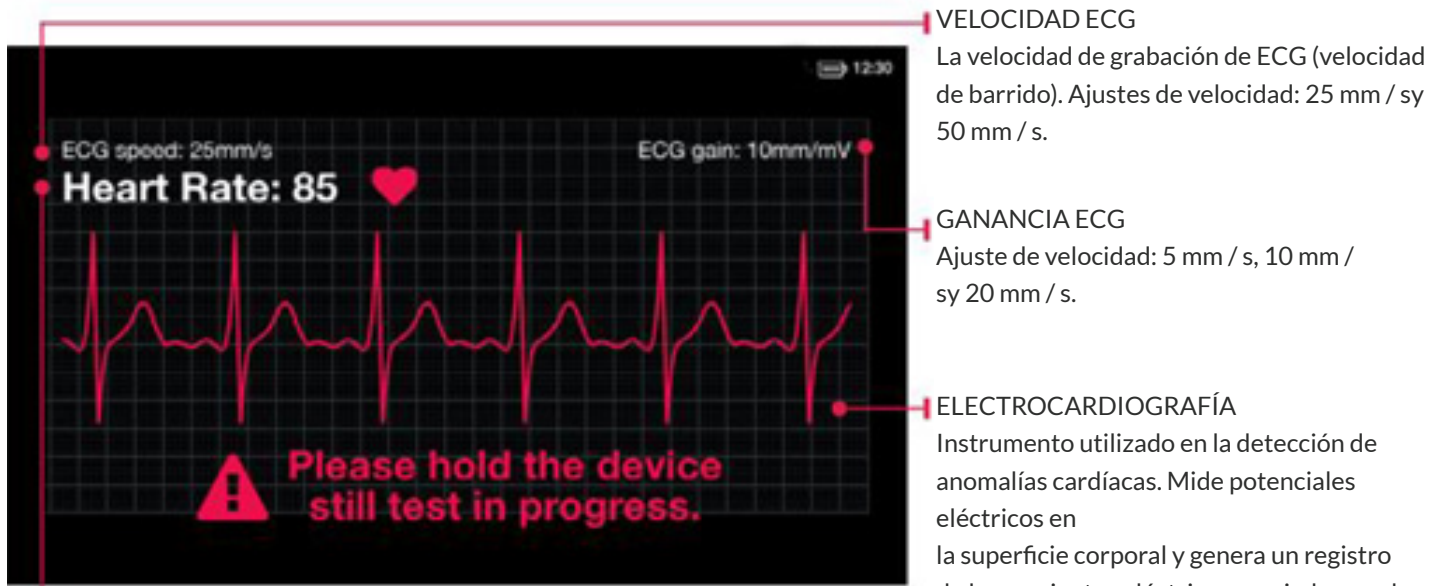 VELOCIDAD ECG
La velocidad de grabación de ECG (velocidad
de barrido). Ajustes de velocidad: 25 mm / sy
50 mm / s.
12:30
ECG speed: 25mm/s
ECG gain: 10mm/mV
Heart Rate: 85
GANANCIA ECG
Ajuste de velocidad: 5 mm / s, 10 mm /
sy 20 mm / s.
Please hold the device
still test in progress.
ELECTROCARDIOGRAFÍA
Instrumento utilizado en la detección de
anomalías cardíacas. Mide potenciales
eléctricos en
la superficie corporal y genera un registro